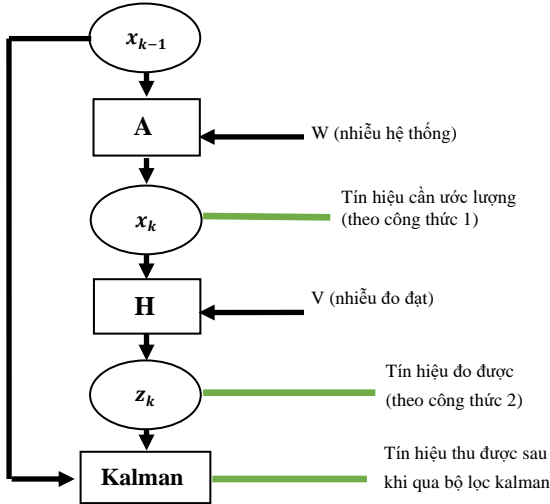 x_{k−1}
A
W (nhiễu hệ thống)
Tín hiệu cần ước lượng
(theo công thức 1)
x_k
H
V (nhiễu đo đạt)
Tín hiệu đo được
(theo công thức 2)
z_k
Tín hiệu thu được sau
Kalman
khi qua bộ lọc kalman